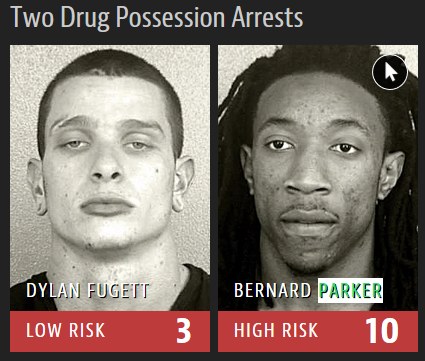 Two Drug Possession Arrests
DYLAN FUGETT
LOW RISK 3
BERNARD PARKER
HIGH RISK 10